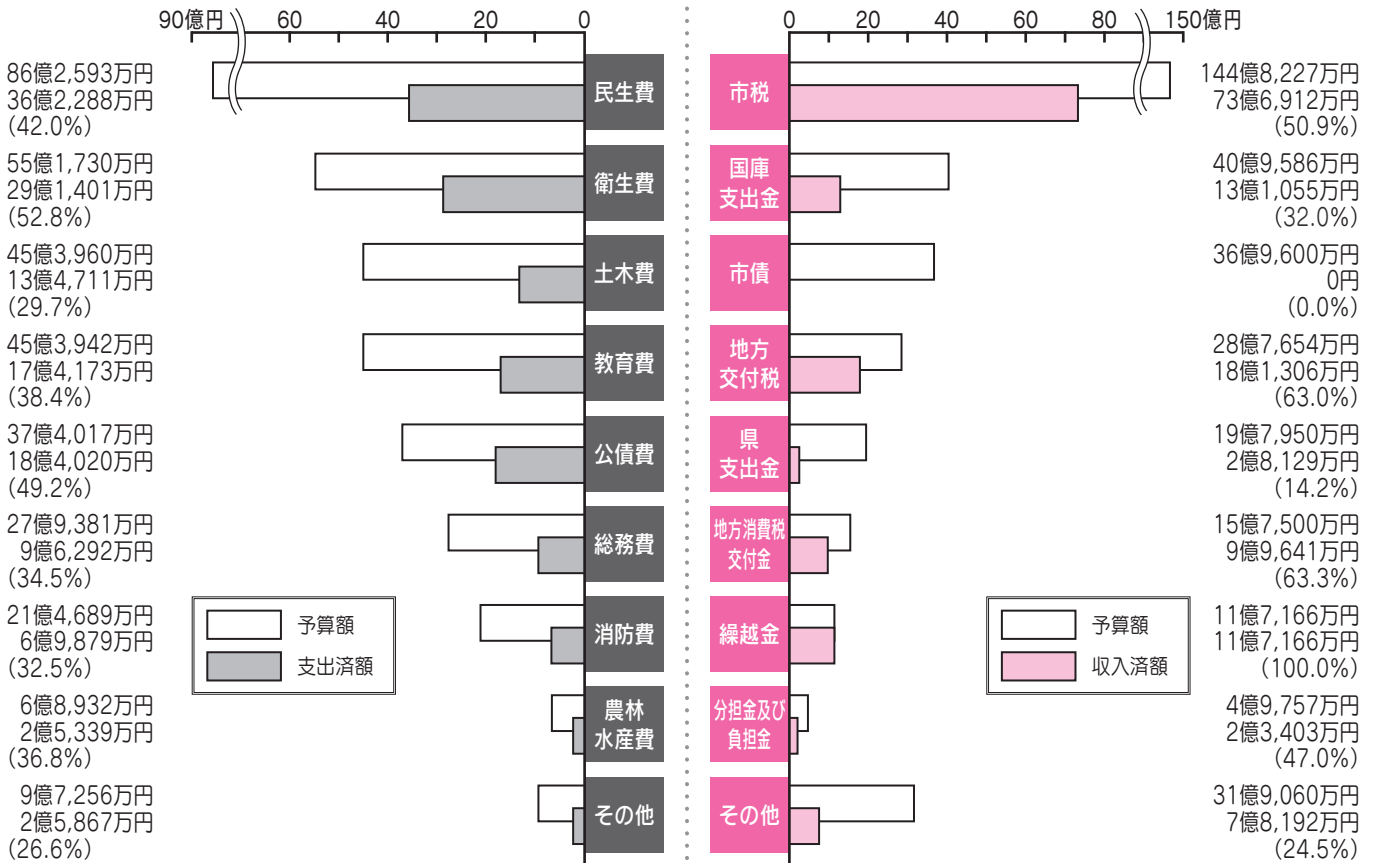 90億円 60 40 20 0
86億2,593万円
36億2,288万円
(42.0%)
民生費
55億1,730万円
29億1,401万円
(52.8%)
衛生費
45億3,960万円
13億4,711万円
(29.7%)
土木費
45億3,942万円
17億4,173万円
(38.4%)
教育費
37億4,017万円
18億4,020万円
(49.2%)
公債費
27億9,381万円
9億6,292万円
(34.5%)
総務費
21億4,689万円
6億9,879万円
(32.5%)
消防費
6億8,932万円
2億5,339万円
(36.8%)
農林
水産費
9億7,256万円
2億5,867万円
(26.6%)
その他
予算額
支出済額
0 20 40 60 80 150億円
市税
144億8,227万円
73億6,912万円
(50.9%)
国庫
支出金
40億9,586万円
13億1,055万円
(32.0%)
市債
36億9,600万円
0円
(0.0%)
地方
交付税
28億7,654万円
18億1,306万円
(63.0%)
県
支出金
19億7,950万円
2億8,129万円
(14.2%)
地方消費税
交付金
15億7,500万円
9億9,641万円
(63.3%)
繰越金
11億7,166万円
11億7,166万円
(100.0%)
分担金及び
負担金
4億9,757万円
2億3,403万円
(47.0%)
その他
31億9,060万円
7億8,192万円
(24.5%)
予算額
収入済額